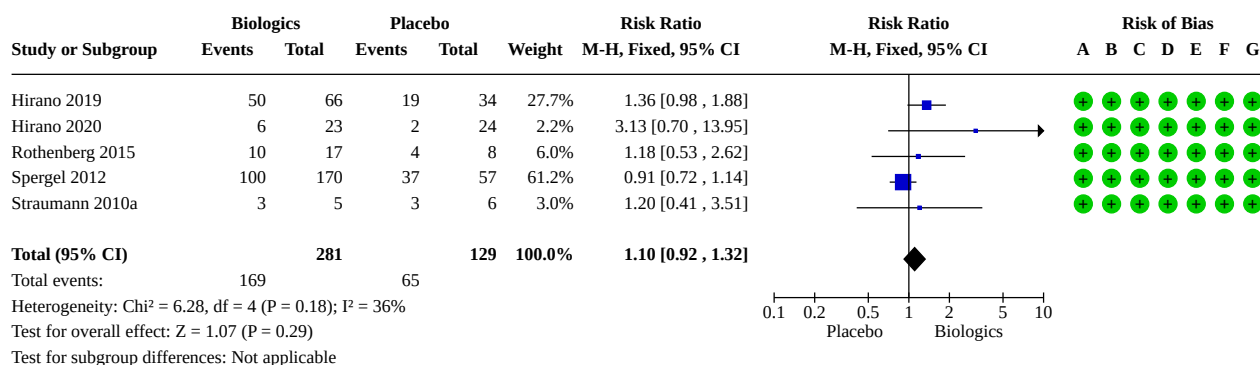 Biologics Placebo Risk Ratio Risk Ratio Risk of Bias
Study or Subgroup Events Total Events Total Weight M-H, Fixed, 95% CI M-H, Fixed, 95% CI A B C D E F G
Hirano 2019 50 66 19 34 27.7% 1.36 [0.98 , 1.88] + + + + + + +
Hirano 2020 6 23 2 24 2.2% 3.13 [0.70 , 13.95] + + + + + + +
Rothenberg 2015 10 17 4 8 6.0% 1.18 [0.53 , 2.62] + + + + + + +
Spergel 2012 100 170 37 57 61.2% 0.91 [0.72 , 1.14] + + + + + + +
Straumann 2010a 3 5 3 6 3.0% 1.20 [0.41 , 3.51] + + + + + + +
Total (95% CI) 281 129 100.0% 1.10 [0.92 , 1.32]
Total events: 169 65
Heterogeneity: Chi² = 6.28, df = 4 (P = 0.18); I² = 36%
0.1 0.2 0.5 1 2 5 10
Test for overall effect: Z = 1.07 (P = 0.29) Placebo Biologics
Test for subgroup differences: Not applicable